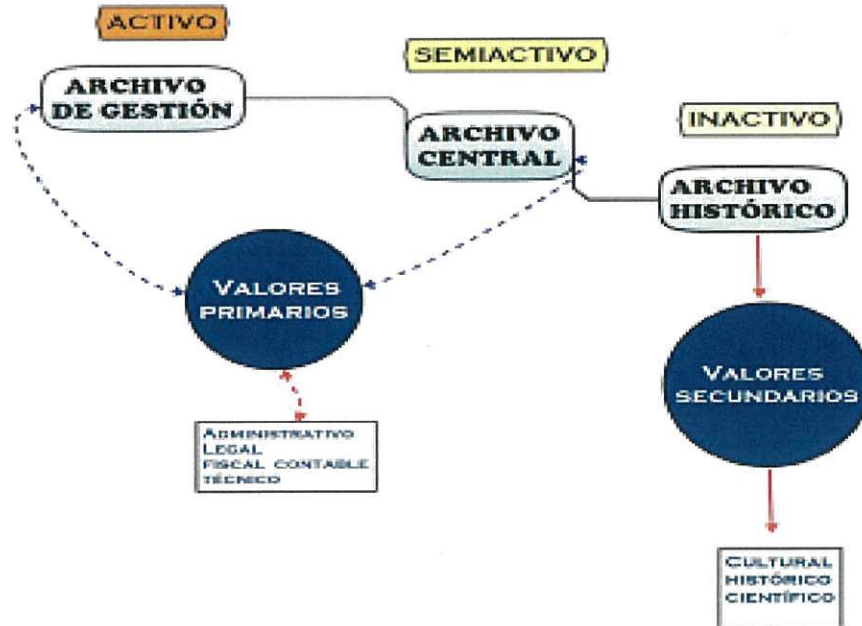 ACTIVO
SEMIACTIVO
INACTIVO
ARCHIVO
DE GESTIÓN
ARCHIVO
CENTRAL
ARCHIVO
HISTÓRICO
VALORES
PRIMARIOS
VALORES
SECUNDARIOS
ADMINISTRATIVO
LEGAL
FISCAL CONTABLE
TÉCNICO
CULTURAL
HISTÓRICO
CIENTÍFICO